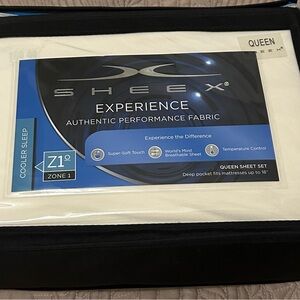 QUEEN
SHEEX®
EXPERIENCE
AUTHENTIC PERFORMANCE FABRIC
Experience the Difference
Super-Soft Touch
World's Most
Breathable Sheet
Temperature Control
COOLER SLEEP
Z1°
ZONE 1
QUEEN SHEET SET
Deep pocket fits mattresses up to 18"